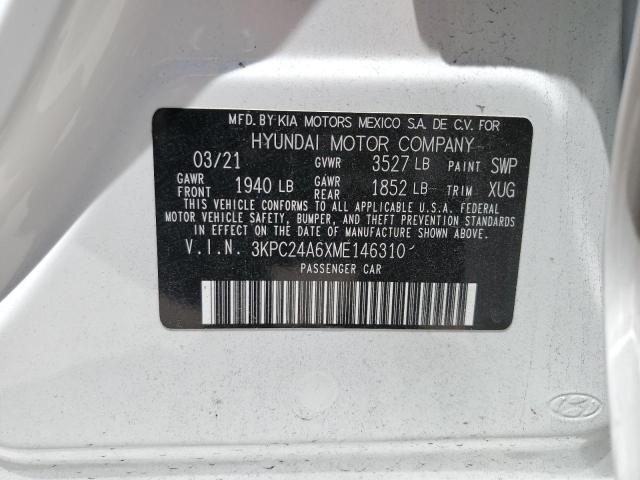 MFD. BY KIA MOTORS MEXICO S.A. DE C.V. FOR
HYUNDAI MOTOR COMPANY
03/21 GVWR 3527 LB PAINT SWP
GAWR FRONT 1940 LB GAWR REAR 1852 LB TRIM XUG
THIS VEHICLE CONFORMS TO ALL APPLICABLE U.S.A. FEDERAL
MOTOR VEHICLE SAFETY, BUMPER, AND THEFT PREVENTION STANDARDS
IN EFFECT ON THE DATE OF MANUFACTURE SHOWN ABOVE.
V.I.N. 3KPC24A6XME146310
PASSENGER CAR